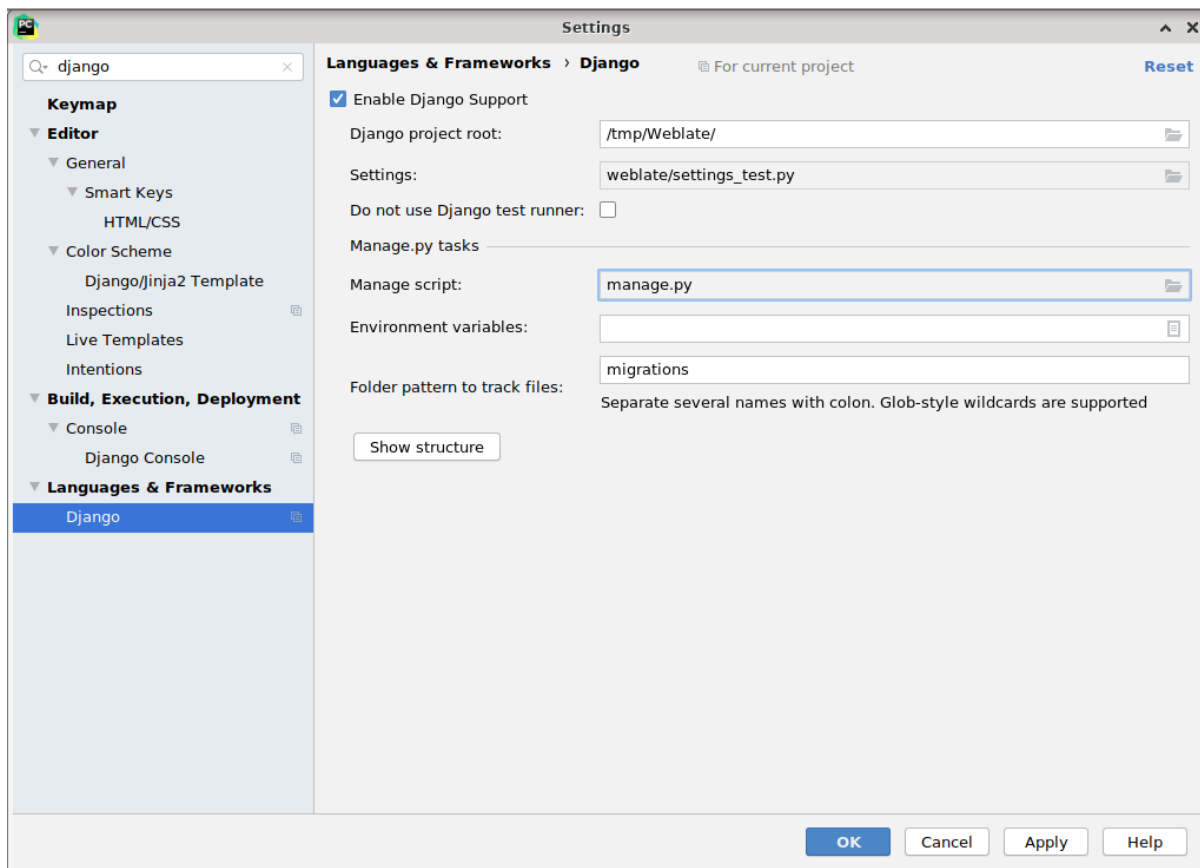 PC
Settings
django
Keymap
Editor
General
Smart Keys
HTML/CSS
Color Scheme
Django/Jinja2 Template
Inspections
Live Templates
Intentions
Build, Execution, Deployment
Console
Django Console
Languages & Frameworks
Django
Languages & Frameworks › Django
For current project
Reset
Enable Django Support
Django project root: /tmp/Weblate/
Settings: weblate/settings_test.py
Do not use Django test runner:
Manage.py tasks
Manage script: manage.py
Environment variables:
Folder pattern to track files: migrations
Separate several names with colon. Glob-style wildcards are supported
Show structure
OK Cancel Apply Help